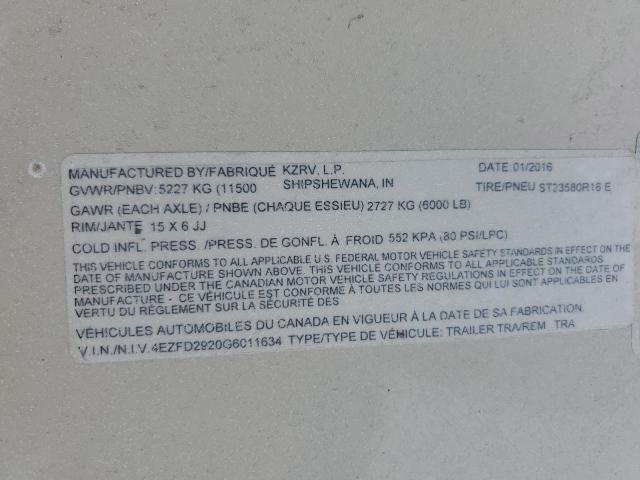 MANUFACTURED BY/FABRIQUÉ KZRV, L.P. DATE 01/2016
GVWR/PNBV: 5227 KG (11500 SHIPSHEWANA, IN TIRE/PNEU ST23580R16 E
GAWR (EACH AXLE) / PNBE (CHAQUE ESSIEU) 2727 KG (6000 LB)
RIM/JANTE 15 X 6 JJ
COLD INFL. PRESS. /PRESS. DE GONFL. À FROID 552 KPA (80 PSI/LPC)
THIS VEHICLE CONFORMS TO ALL APPLICABLE U.S. FEDERAL MOTOR VEHICLE SAFETY STANDARDS IN EFFECT ON THE
DATE OF MANUFACTURE SHOWN ABOVE. THIS VEHICLE CONFORMS TO ALL APPLICABLE STANDARDS
PRESCRIBED UNDER THE CANADIAN MOTOR VEHICLE SAFETY REGULATIONS IN EFFECT ON THE DATE OF
MANUFACTURE - CE VÉHICULE EST CONFORME À TOUTES LES NORMES QUI LUI SONT APPLICABLES EN
VERTU DU RÈGLEMENT SUR LA SÉCURITÉ DES
VÉHICULES AUTOMOBILES DU CANADA EN VIGUEUR À LA DATE DE SA FABRICATION.
V.I.N./N.I.V. 4EZFD2920G6011634 TYPE/TYPE DE VÉHICULE: TRAILER TRA/REM TRA